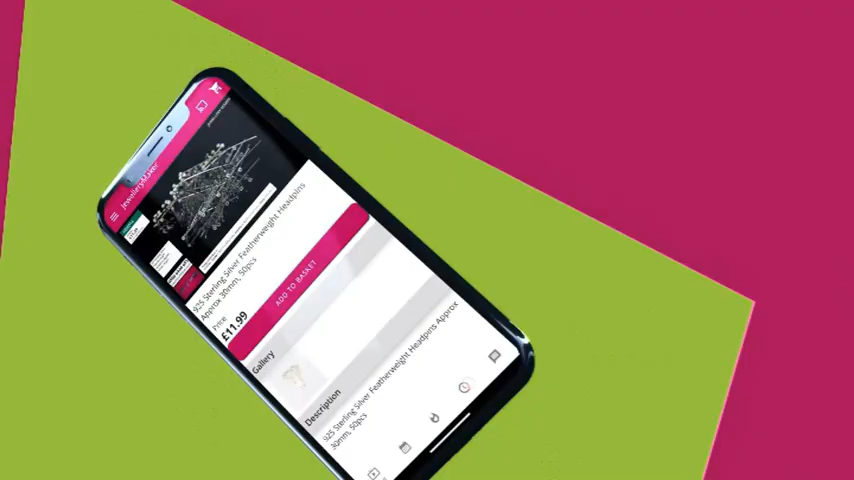 JewelleryMaker
925 Sterling Silver Featherweight Headpins
Approx 30mm, 50pcs
Price
£11.99
ADD TO BASKET
Gallery
Description
925 Sterling Silver Featherweight Headpins Approx
30mm, 50pcs